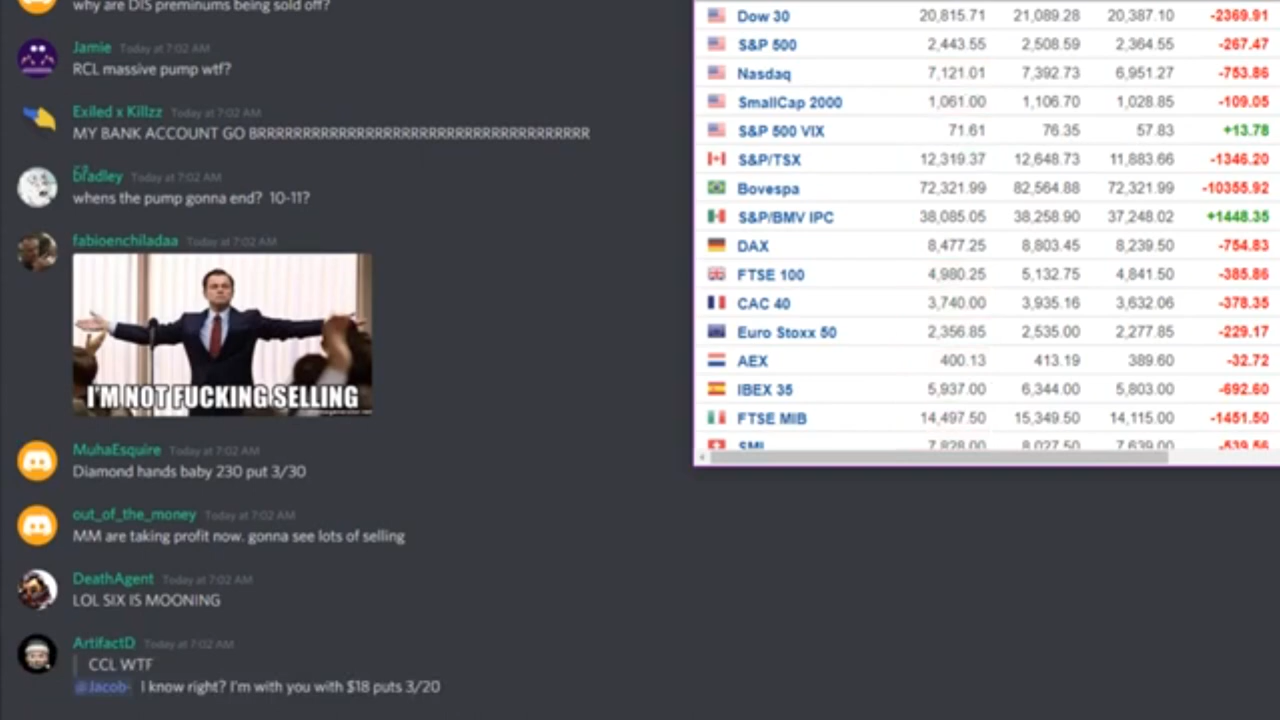 why are DIS preminums being sold off?
Jamie Today at 7:02 AM
RCL massive pump wtf?
Exiled x Killzz Today at 7:02 AM
MY BANK ACCOUNT GO BRRRRRRRRRRRRRRRRRRRRRRRRRRRRRRRRRRRRRR
bradley Today at 7:02 AM
whens the pump gonna end? 10-11?
fabioenchiladaa Today at 7:02 AM
I'M NOT FUCKING SELLING
MuhaEsquire Today at 7:02 AM
Diamond hands baby 230 put 3/30
out_of_the_money Today at 7:02 AM
MM are taking profit now. gonna see lots of selling
DeathAgent Today at 7:02 AM
LOL SIX IS MOONING
ArtifactD Today at 7:02 AM
CCL WTF
@Jacob- I know right? I'm with you with $18 puts 3/20
Dow 30 20,815.71 21,089.28 20,387.10 -2369.91
S&P 500 2,443.55 2,508.59 2,364.55 -267.47
Nasdaq 7,121.01 7,392.73 6,951.27 -753.86
SmallCap 2000 1,061.00 1,106.70 1,028.85 -109.05
S&P 500 VIX 71.61 76.35 57.83 +13.78
S&P/TSX 12,319.37 12,648.73 11,883.66 -1346.20
Bovespa 72,321.99 82,564.88 72,321.99 -10355.92
S&P/BMV IPC 38,085.05 38,258.90 37,248.02 +1448.35
DAX 8,477.25 8,803.45 8,239.50 -754.83
FTSE 100 4,980.25 5,132.75 4,841.50 -385.86
CAC 40 3,740.00 3,935.16 3,632.06 -378.35
Euro Stoxx 50 2,356.85 2,535.00 2,277.85 -229.17
AEX 400.13 413.19 389.60 -32.72
IBEX 35 5,937.00 6,344.00 5,803.00 -692.60
FTSE MIB 14,497.50 15,349.50 14,115.00 -1451.50
SMI 7,828.00 8,027.50 7,639.00 -539.56